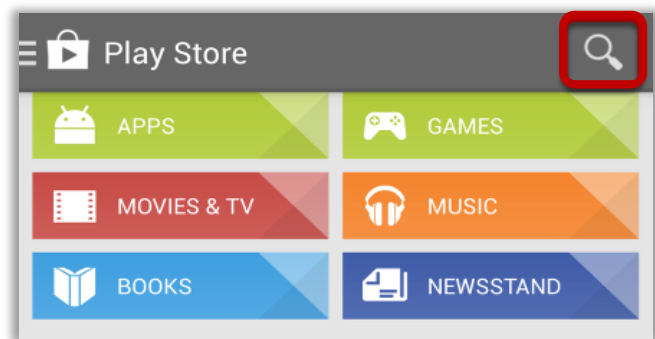 Play Store
APPS
GAMES
MOVIES & TV
MUSIC
BOOKS
NEWSSTAND